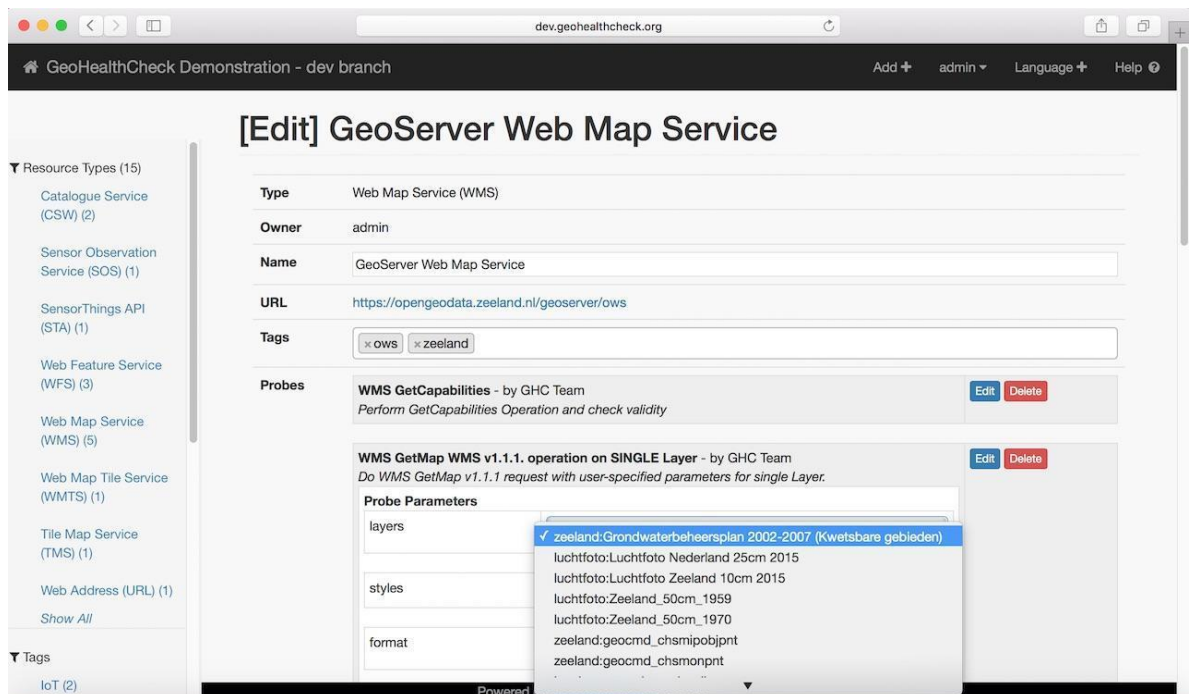 dev.geohealthcheck.org
GeoHealthCheck Demonstration - dev branch
Add
admin
Language
Help
[Edit] GeoServer Web Map Service
Resource Types (15)
Catalogue Service
(CSW) (2)
Sensor Observation
Service (SOS) (1)
SensorThings API
(STA) (1)
Web Feature Service
(WFS) (3)
Web Map Service
(WMS) (5)
Web Map Tile Service
(WMTS) (1)
Tile Map Service
(TMS) (1)
Web Address (URL) (1)
Show All
Tags
IoT (2)
Type Web Map Service (WMS)
Owner admin
Name GeoServer Web Map Service
URL https://opengeodata.zeeland.nl/geoserver/ows
Tags × ows × zeeland
Probes
WMS GetCapabilities - by GHC Team
Perform GetCapabilities Operation and check validity
Edit Delete
WMS GetMap WMS v1.1.1. operation on SINGLE Layer - by GHC Team
Do WMS GetMap v1.1.1 request with user-specified parameters for single Layer.
Edit Delete
Probe Parameters
layers
✓ zeeland:Grondwaterbeheersplan 2002-2007 (Kwetsbare gebieden)
luchtfoto:Luchtfoto Nederland 25cm 2015
luchtfoto:Luchtfoto Zeeland 10cm 2015
luchtfoto:Zeeland_50cm_1959
luchtfoto:Zeeland_50cm_1970
zeeland:geocmd_chsmipobjpnt
zeeland:geocmd_chsmonpnt
styles
format
Powered